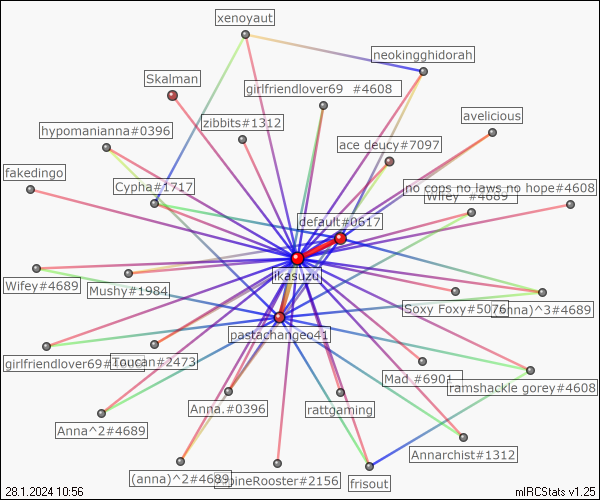 xenoyaut
neokingghidorah
Skalman
girlfriendlover69 #4608
zibbits#1312
avelicious
hypomanianna#0396
ace deucy#7097
fakedingo
Cypha#1717
no cops no laws no hope#4608
Wifey #4689
default#0617
ikasuzu
Wifey#4689
Mushy#1984
Soxy Foxy#5076
(anna)^3#4689
pastachangeo41
girlfriendlover69#
Toucan#2473
Mad #6901
ramshackle gorey#4608
Anna.#0396
rattgaming
Anna^2#4689
Annarchist#1312
(anna)^2#4689
pineRooster#2156
frisout
28.1.2024 10:56
mIRCStats v1.25